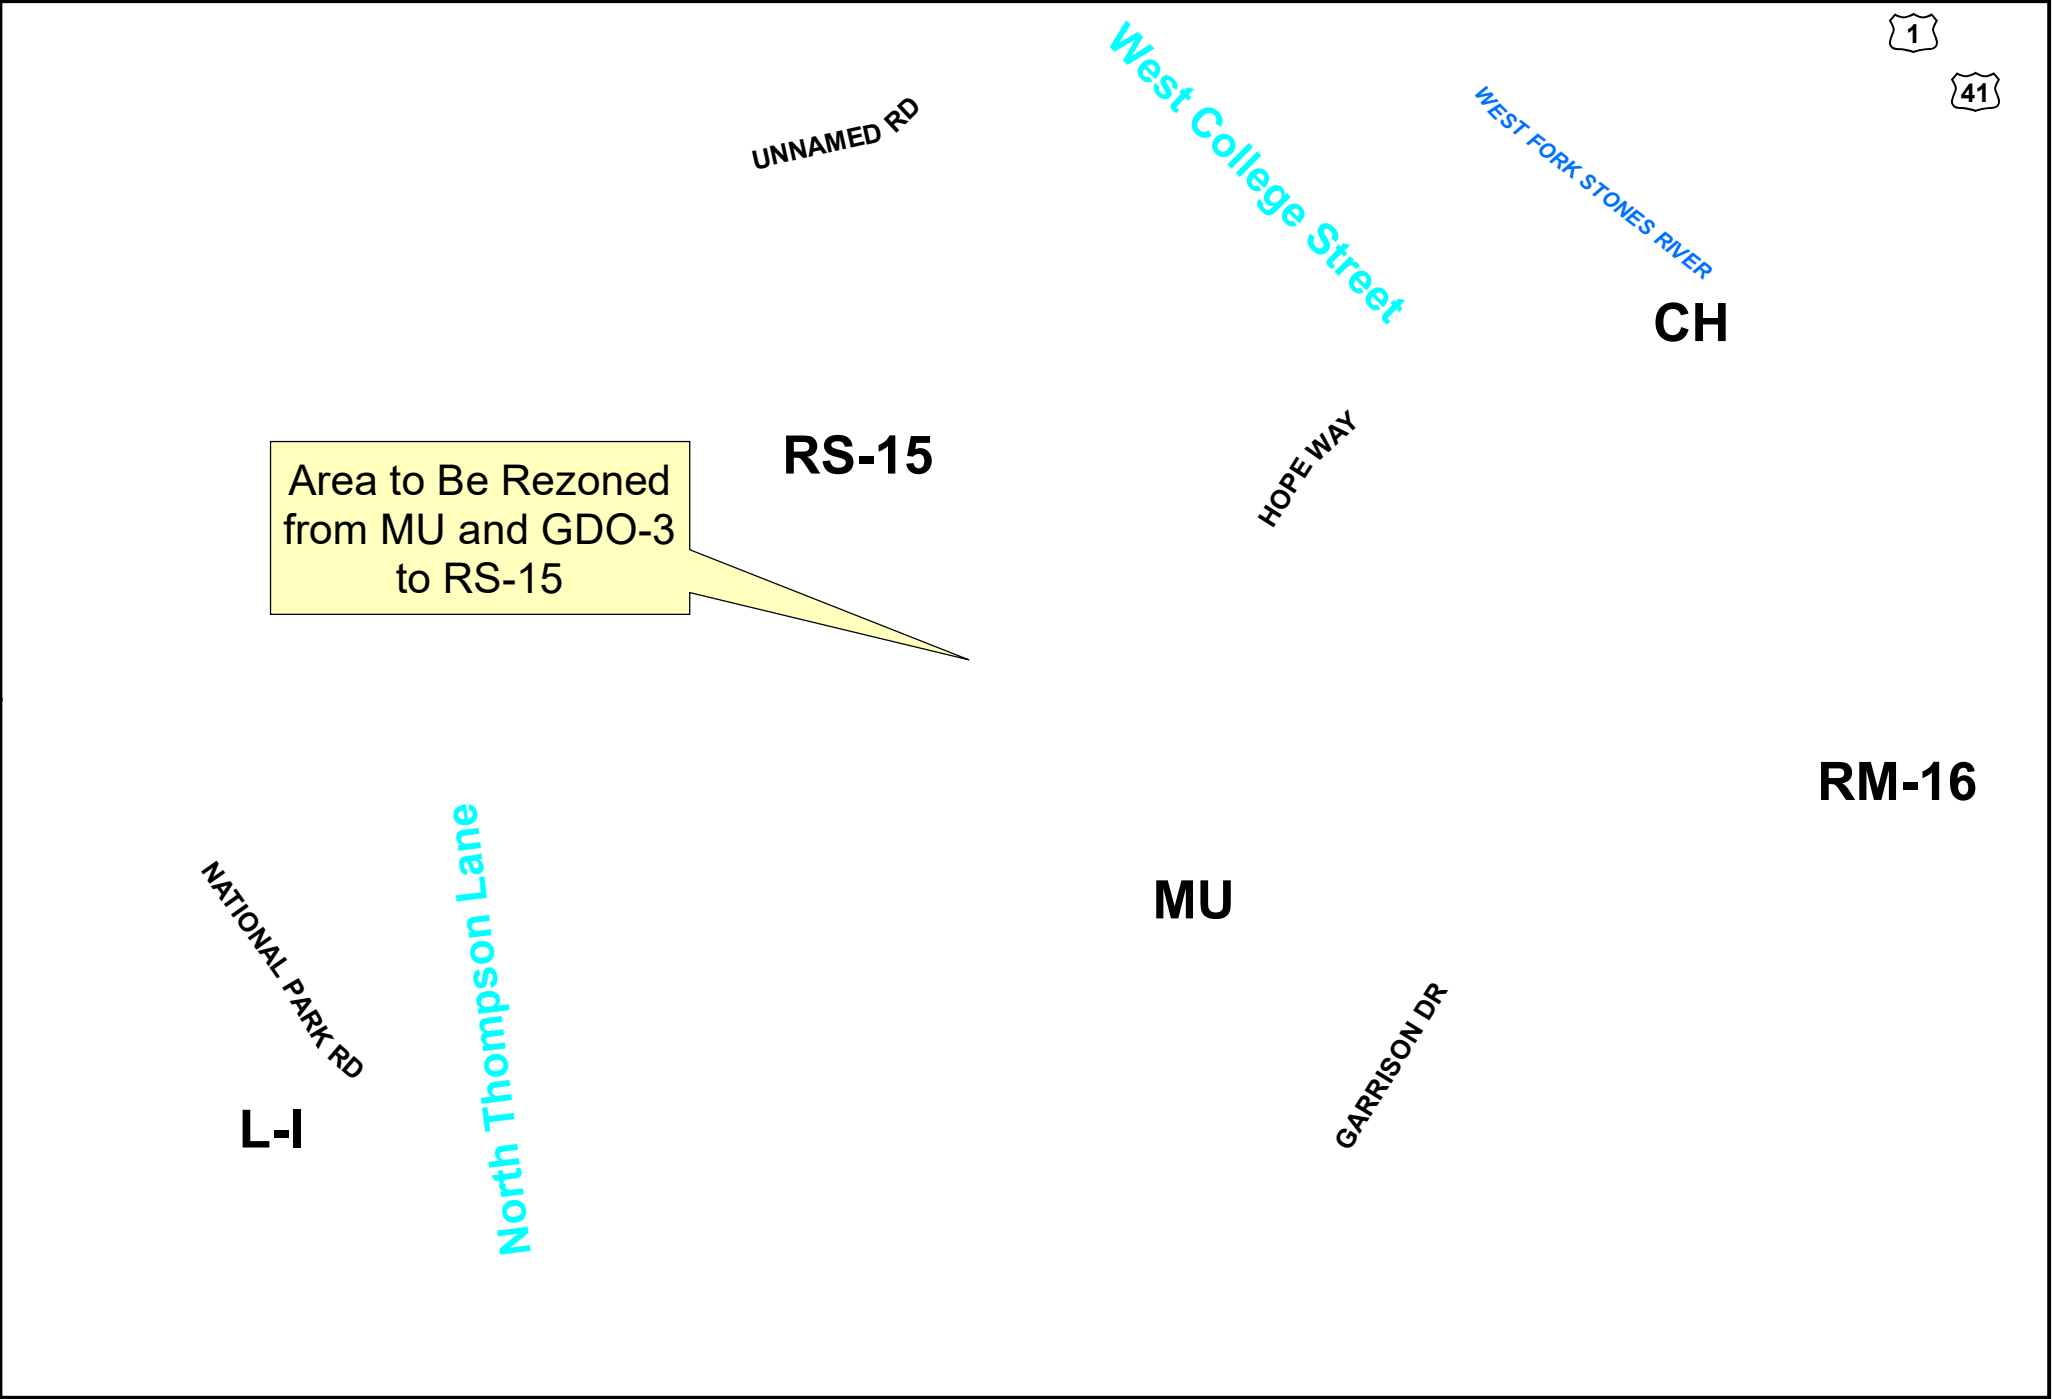 1
41
West College Street
WEST FORK STONES RIVER
UNNAMED RD
CH
HOPE WAY
RS-15
Area to Be Rezoned
from MU and GDO-3
to RS-15
RM-16
North Thompson Lane
NATIONAL PARK RD
MU
GARRISON DR
L-I